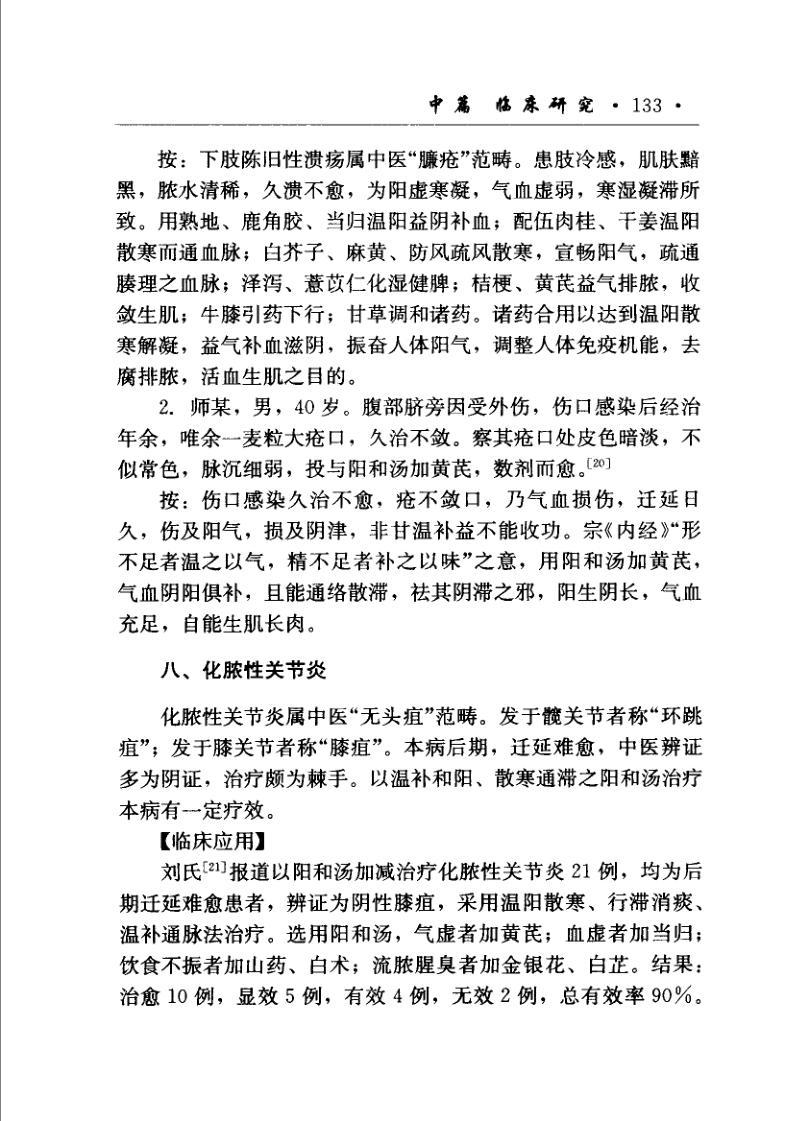 中篇 临床研究 · 133 ·
按：下肢陈旧性溃疡属中医“臁疮”范畴。患肢冷感，肌肤黯
黑，脓水清稀，久溃不愈，为阳虚寒凝，气血虚弱，寒湿凝滞所
致。用熟地、鹿角胶、当归温阳益阴补血；配伍肉桂、干姜温阳
散寒而通血脉；白芥子、麻黄、防风疏风散寒，宣畅阳气，疏通
腠理之血脉；泽泻、薏苡仁化湿健脾；桔梗、黄芪益气排脓，收
敛生肌；牛膝引药下行；甘草调和诸药。诸药合用以达到温阳散
寒解凝，益气补血滋阴，振奋人体阳气，调整人体免疫机能，去
腐排脓，活血生肌之目的。
2. 师某，男，40 岁。腹部脐旁因受外伤，伤口感染后经治
年余，唯余一麦粒大疮口，久治不敛。察其疮口处皮色暗淡，不
似常色，脉沉细弱，投与阳和汤加黄芪，数剂而愈。[20]
按：伤口感染久治不愈，疮不敛口，乃气血损伤，迁延日
久，伤及阳气，损及阴津，非甘温补益不能收功。宗《内经》“形
不足者温之以气，精不足者补之以味”之意，用阳和汤加黄芪，
气血阴阳俱补，且能通络散滞，祛其阴滞之邪，阳生阴长，气血
充足，自能生肌长肉。
八、化脓性关节炎
化脓性关节炎属中医“无头疽”范畴。发于髋关节者称“环跳
疽”；发于膝关节者称“膝疽”。本病后期，迁延难愈，中医辨证
多为阴证，治疗颇为棘手。以温补和阳、散寒通滞之阳和汤治疗
本病有一定疗效。
【临床应用】
刘氏[21]报道以阳和汤加减治疗化脓性关节炎 21 例，均为后
期迁延难愈患者，辨证为阴性膝疽，采用温阳散寒、行滞消痰、
温补通脉法治疗。选用阳和汤，气虚者加黄芪；血虚者加当归；
饮食不振者加山药、白术；流脓腥臭者加金银花、白芷。结果：
治愈 10 例，显效 5 例，有效 4 例，无效 2 例，总有效率 90%。